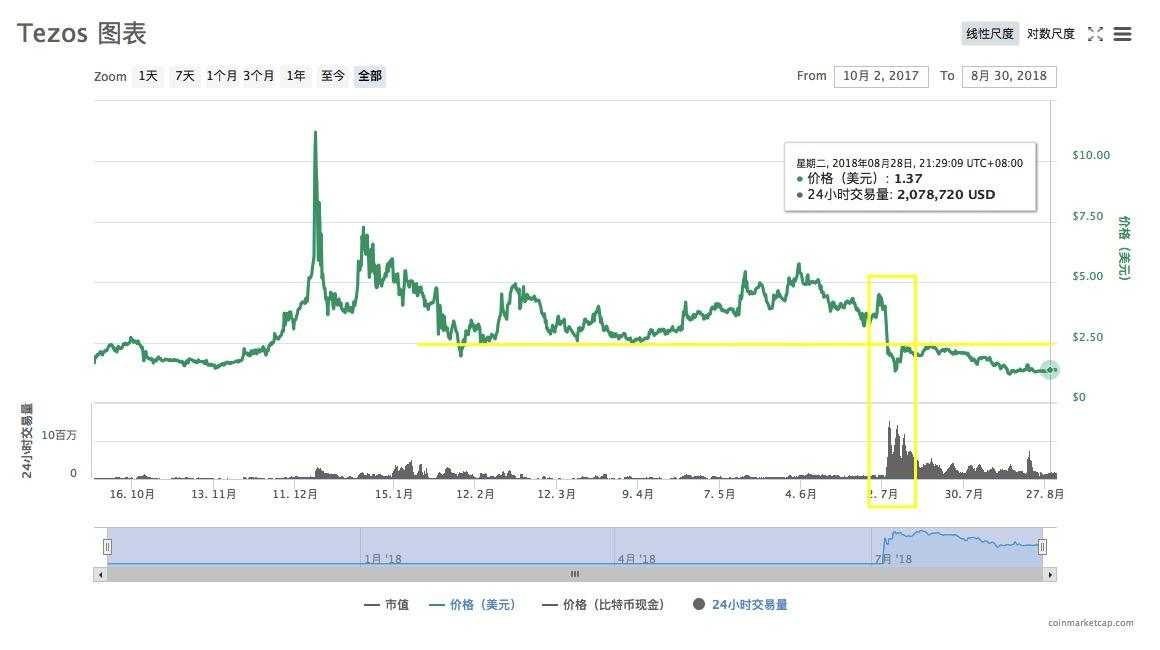 Tezos 图表
线性尺度 对数尺度
Zoom 1天 7天 1个月 3个月 1年 至今 全部
From 10月 2, 2017 To 8月 30, 2018
星期二, 2018年08月28日, 21:29:09 UTC+08:00
● 价格（美元）: 1.37
● 24小时交易量: 2,078,720 USD
$10.00
$7.50
$5.00
$2.50
$0
价格（美元）
24小时交易量
10百万
0
16. 10月 13. 11月 11. 12月 15. 1月 12. 2月 12. 3月 9. 4月 7. 5月 4. 6月 2. 7月 30. 7月 27. 8月
1月 '18 4月 '18 7月 '18
市值 价格（美元） 价格（比特币现金） 24小时交易量
coinmarketcap.com